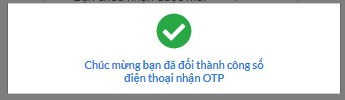 Chúc mừng bạn đã đổi thành công số
điện thoại nhận OTP